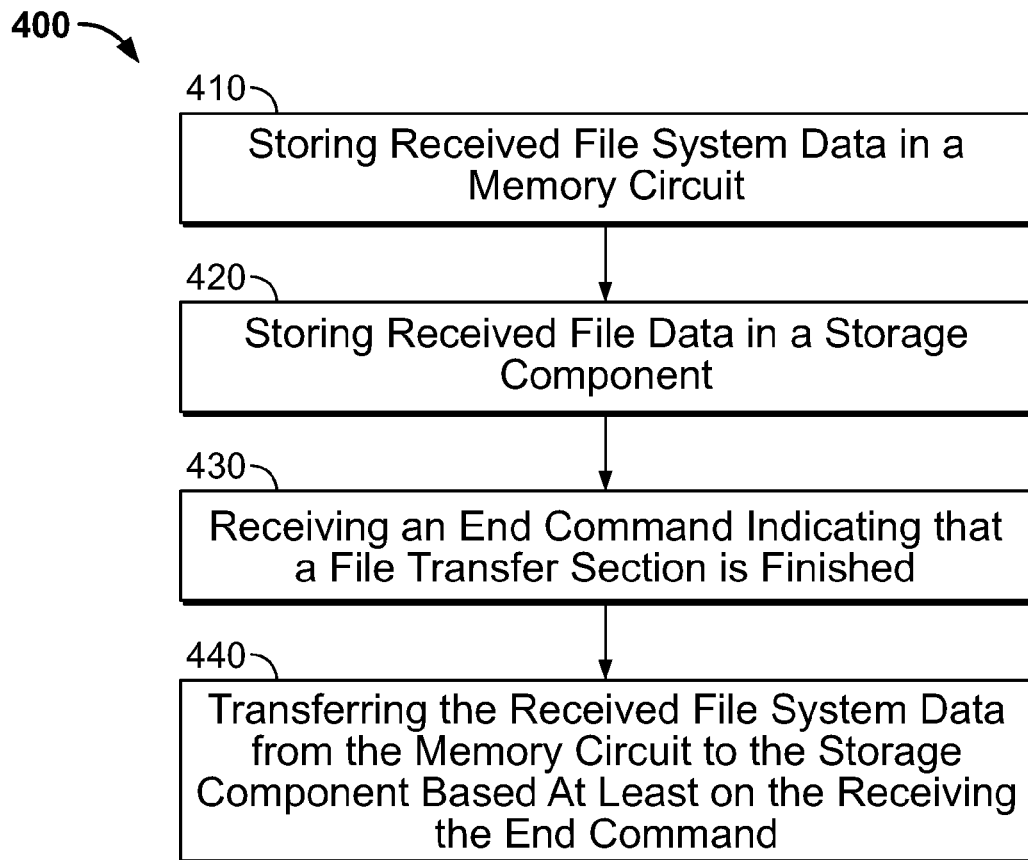 400
410
Storing Received File System Data in a
Memory Circuit
420
Storing Received File Data in a Storage
Component
430
Receiving an End Command Indicating that
a File Transfer Section is Finished
440
Transferring the Received File System Data
from the Memory Circuit to the Storage
Component Based At Least on the Receiving
the End Command